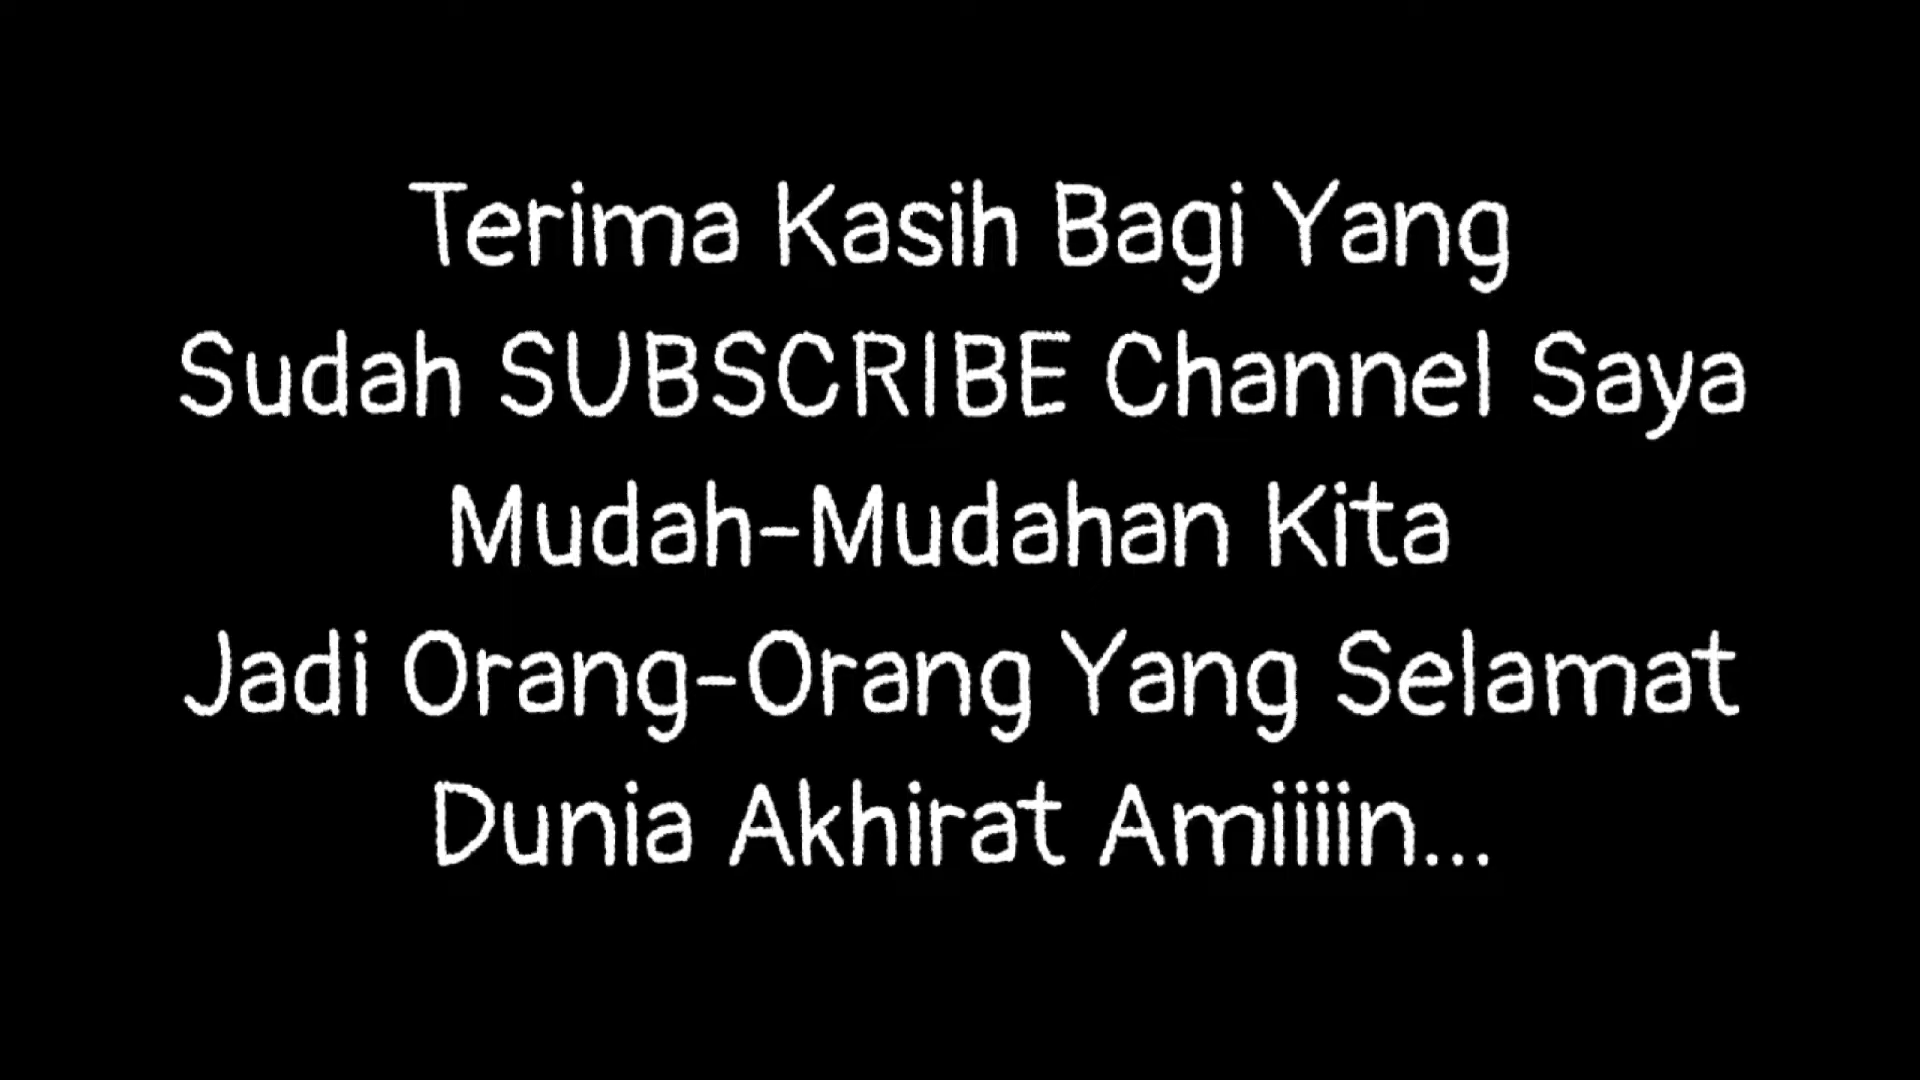 Terima Kasih Bagi Yang
Sudah SUBSCRIBE Channel Saya
Mudah-Mudahan Kita
Jadi Orang-Orang Yang Selamat
Dunia Akhirat Amiiiin...